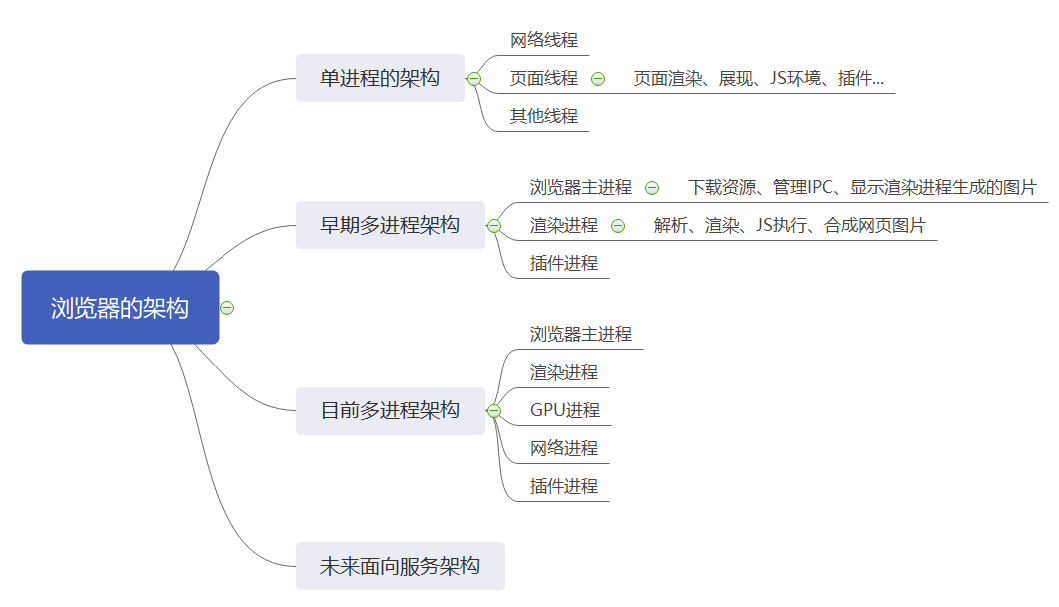 浏览器的架构
单进程的架构
网络线程
页面线程
页面渲染、展现、JS环境、插件...
其他线程
早期多进程架构
浏览器主进程
下载资源、管理IPC、显示渲染进程生成的图片
渲染进程
解析、渲染、JS执行、合成网页图片
插件进程
目前多进程架构
浏览器主进程
渲染进程
GPU进程
网络进程
插件进程
未来面向服务架构